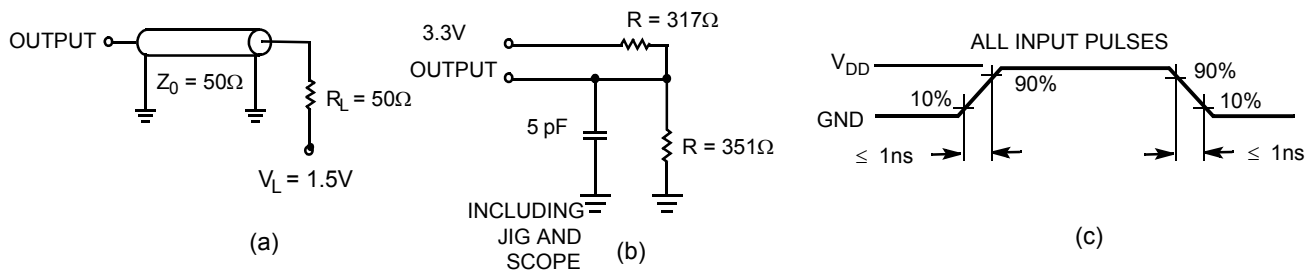 OUTPUT
Z0 = 50Ω
RL = 50Ω
VL = 1.5V
(a)
R = 317Ω
3.3V
OUTPUT
5 pF
R = 351Ω
INCLUDING
JIG AND
SCOPE
(b)
ALL INPUT PULSES
VDD
90%
90%
10%
10%
GND
≤ 1ns
≤ 1ns
(c)